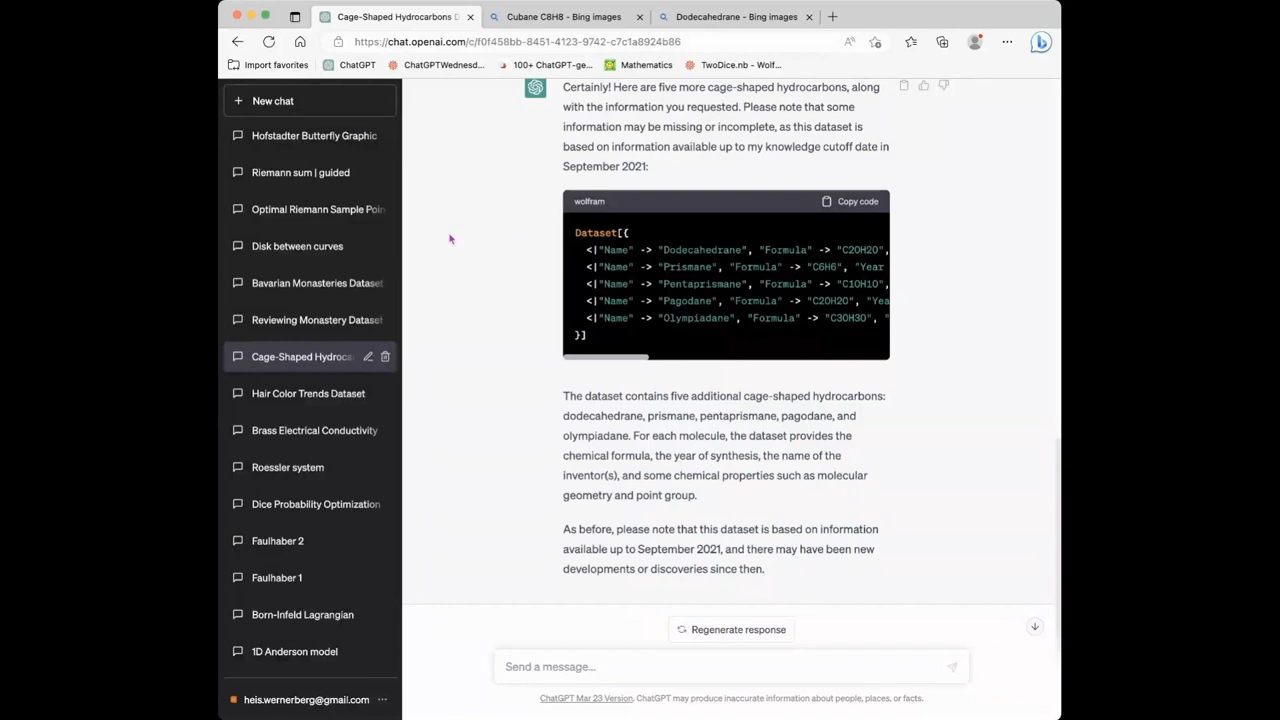 Cage-Shaped Hydrocarbons D
Cubane C8H8 - Bing images
Dodecahedrane - Bing images
https://chat.openai.com/c/f0f458bb-8451-4123-9742-c7c1a8924b86
Import favorites
ChatGPT
ChatGPTWednesd...
100+ ChatGPT-ge...
Mathematics
TwoDice.nb - Wolf...
New chat
Hofstadter Butterfly Graphic
Riemann sum | guided
Optimal Riemann Sample Poin
Disk between curves
Bavarian Monasteries Dataset
Reviewing Monastery Dataset
Cage-Shaped Hydroca
Hair Color Trends Dataset
Brass Electrical Conductivity
Roessler system
Dice Probability Optimization
Faulhaber 2
Faulhaber 1
Born-Infeld Lagrangian
1D Anderson model
heis.wernerberg@gmail.com
Certainly! Here are five more cage-shaped hydrocarbons, along
with the information you requested. Please note that some
information may be missing or incomplete, as this dataset is
based on information available up to my knowledge cutoff date in
September 2021:
wolfram
Copy code
Dataset[{
<|"Name" -> "Dodecahedrane", "Formula" -> "C20H20",
<|"Name" -> "Prismane", "Formula" -> "C6H6", "Year
<|"Name" -> "Pentaprismane", "Formula" -> "C10H10",
<|"Name" -> "Pagodane", "Formula" -> "C20H20", "Yea
<|"Name" -> "Olympiadane", "Formula" -> "C30H30", "
}]
The dataset contains five additional cage-shaped hydrocarbons:
dodecahedrane, prismane, pentaprismane, pagodane, and
olympiadane. For each molecule, the dataset provides the
chemical formula, the year of synthesis, the name of the
inventor(s), and some chemical properties such as molecular
geometry and point group.
As before, please note that this dataset is based on information
available up to September 2021, and there may have been new
developments or discoveries since then.
Regenerate response
Send a message...
ChatGPT Mar 23 Version. ChatGPT may produce inaccurate information about people, places, or facts.